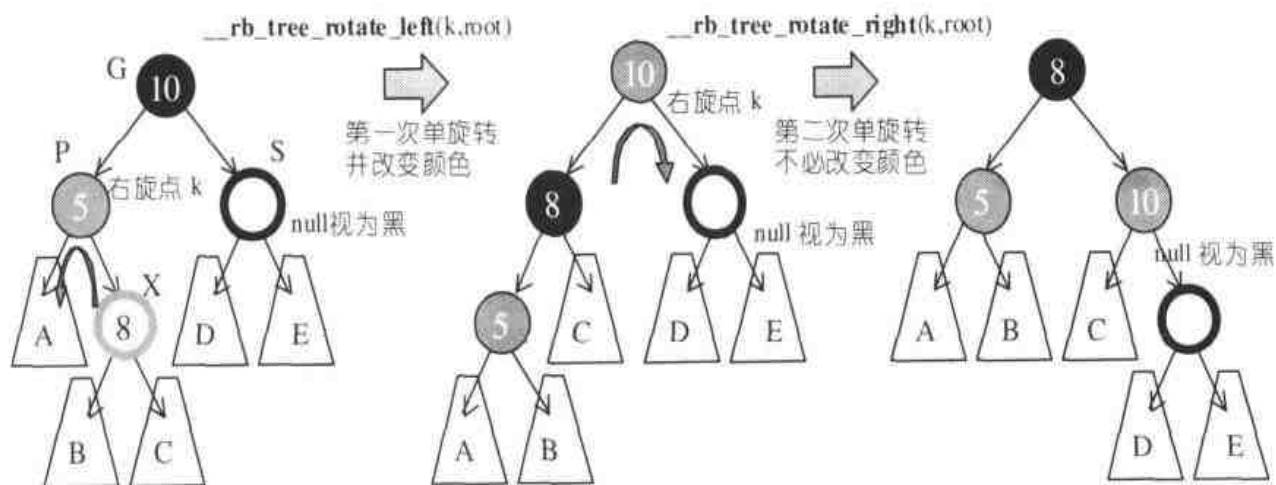 __rb_tree_rotate_left(k,root)
__rb_tree_rotate_right(k,root)
G
10
10
右旋点 k
8
第一次单旋转
并改变颜色
第二次单旋转
不必改变颜色
P
S
5
右旋点 k
null视为黑
8
null 视为黑
5
10
null 视为黑
A
X
8
D
E
5
C
D
E
A
B
C
B
C
A
B
D
E